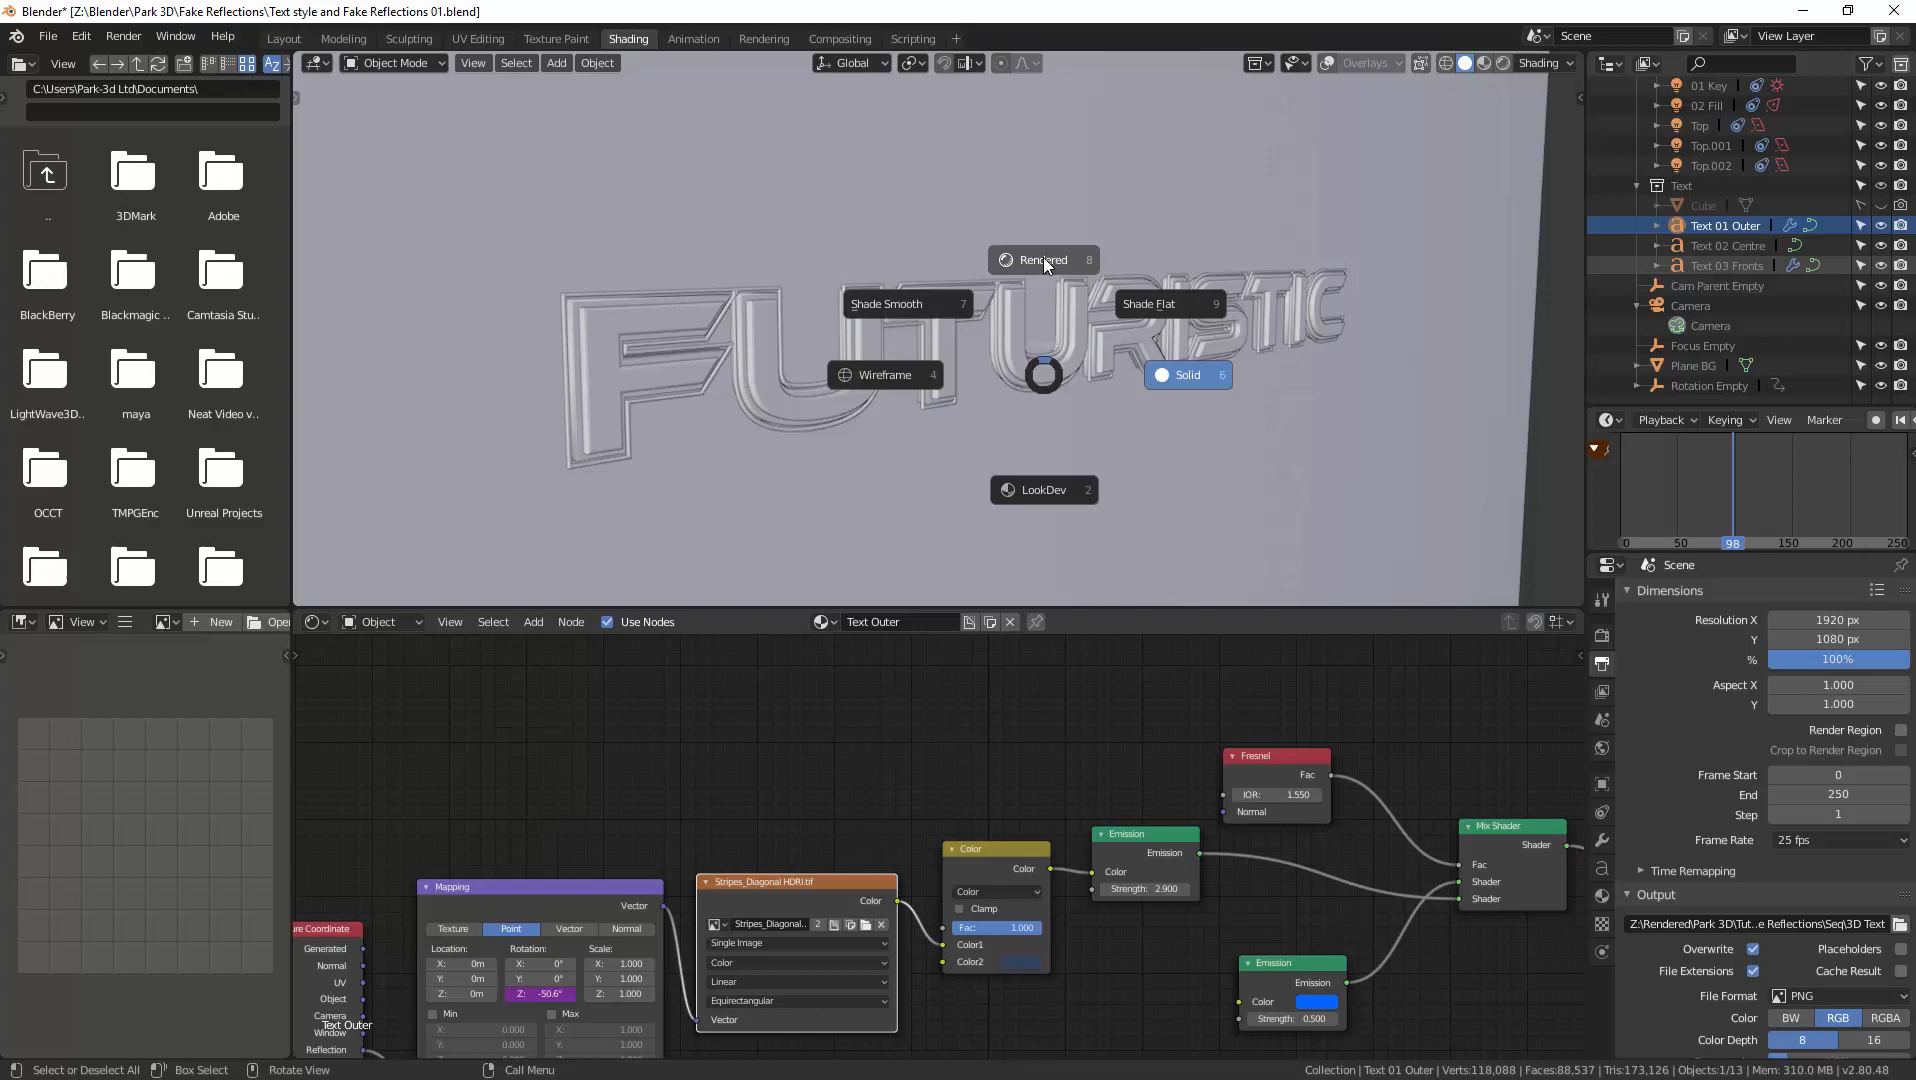 Blender* [Z:\Blender\Park 3D\Fake Reflections\Text style and Fake Reflections 01.blend]
File Edit Render Window Help
Layout Modeling Sculpting UV Editing Texture Paint Shading Animation Rendering Compositing Scripting
Scene
View Layer
View
C:\Users\Park-3d Ltd\Documents\
..
3DMark
Adobe
BlackBerry
Blackmagic ..
Camtasia Stu..
LightWave3D..
maya
Neat Video v..
OCCT
TMPGEnc
Unreal Projects
Object Mode View Select Add Object
Global
Overlays
Shading
FUTURISTIC
Rendered 8
Shade Smooth 7
Shade Flat 9
Wireframe 4
Solid 6
LookDev 2
01 Key
02 Fill
Top
Top.001
Top.002
Text
Cube
Text 01 Outer
Text 02 Centre
Text 03 Fronts
Cam Parent Empty
Camera
Camera
Focus Empty
Plane BG
Rotation Empty
Playback Keying View Marker
0 50 98 150 200 250
Scene
Dimensions
Resolution X 1920 px
Y 1080 px
% 100%
Aspect X 1.000
Y 1.000
Render Region
Crop to Render Region
Frame Start 0
End 250
Step 1
Frame Rate 25 fps
Time Remapping
Output
Z:\Rendered\Park 3D\Tut..e Reflections\Seq\3D Text
Overwrite Placeholders
File Extensions Cache Result
File Format PNG
Color BW RGB RGBA
Color Depth 8 16
View New Open
Object View Select Add Node Use Nodes
Text Outer
ure Coordinate
Generated
Normal
UV
Object
Camera
Window
Reflection
Text Outer
Mapping
Vector
Texture Point Vector Normal
Location: Rotation: Scale:
X: 0m X: 0° X: 1.000
Y: 0m Y: 0° Y: 1.000
Z: 0m Z: -50.6° Z: 1.000
Min Max
X: 0.000 X: 1.000
Y: 0.000 Y: 1.000
Stripes_Diagonal HDRI.tif
Color
Stripes_Diagonal.. 2
Single Image
Color
Linear
Equirectangular
Vector
Color
Color
Color
Clamp
Fac: 1.000
Color1
Color2
Emission
Emission
Color
Strength: 2.900
Fresnel
Fac
IOR: 1.550
Normal
Emission
Emission
Color
Strength: 0.500
Mix Shader
Shader
Fac
Shader
Shader
Select or Deselect All Box Select Rotate View Call Menu
Collection | Text 01 Outer | Verts:118,088 | Faces:88,537 | Tris:173,126 | Objects:1/13 | Mem: 310.0 MB | v2.80.48